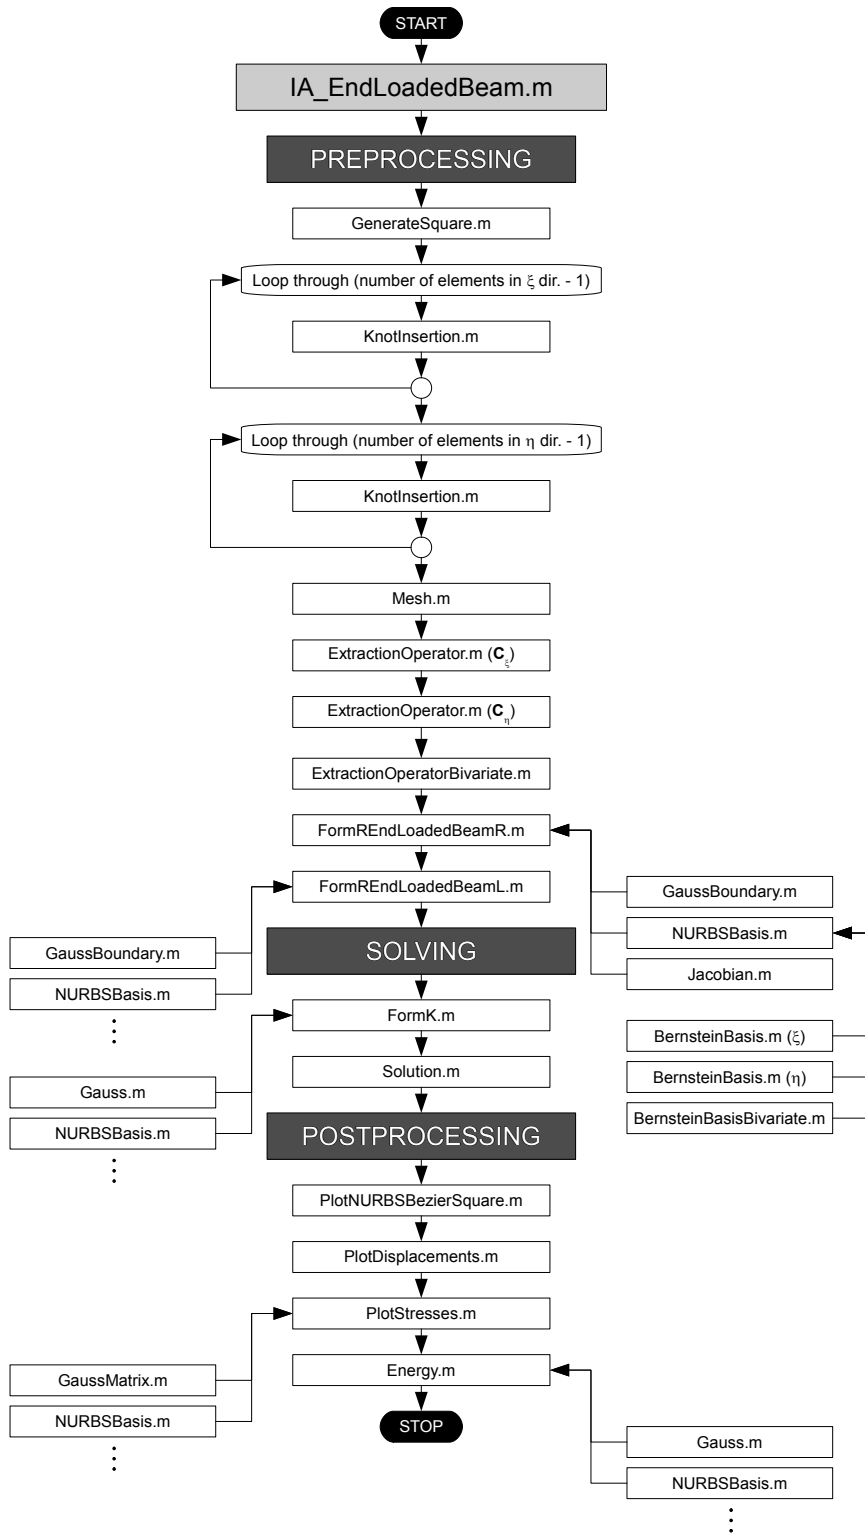 START
IA_EndLoadedBeam.m
PREPROCESSING
GenerateSquare.m
Loop through (number of elements in ξ dir. - 1)
KnotInsertion.m
Loop through (number of elements in η dir. - 1)
KnotInsertion.m
Mesh.m
ExtractionOperator.m (Cξ)
ExtractionOperator.m (Cη)
ExtractionOperatorBivariate.m
FormREndLoadedBeamR.m
FormREndLoadedBeamL.m
GaussBoundary.m
NURBSBasis.m
Jacobian.m
GaussBoundary.m
NURBSBasis.m
SOLVING
FormK.m
BernsteinBasis.m (ξ)
BernsteinBasis.m (η)
BernsteinBasisBivariate.m
Solution.m
Gauss.m
NURBSBasis.m
POSTPROCESSING
PlotNURBSBezierSquare.m
PlotDisplacements.m
PlotStresses.m
Energy.m
GaussMatrix.m
NURBSBasis.m
STOP
Gauss.m
NURBSBasis.m